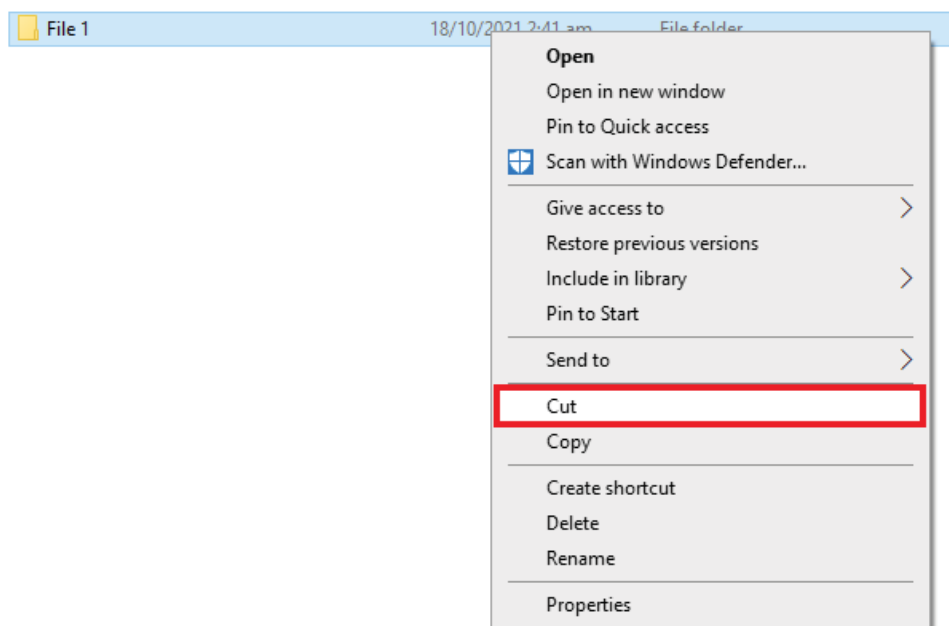 File 1 18/10/2021 2:41 am File folder
Open
Open in new window
Pin to Quick access
Scan with Windows Defender...
Give access to
Restore previous versions
Include in library
Pin to Start
Send to
Cut
Copy
Create shortcut
Delete
Rename
Properties